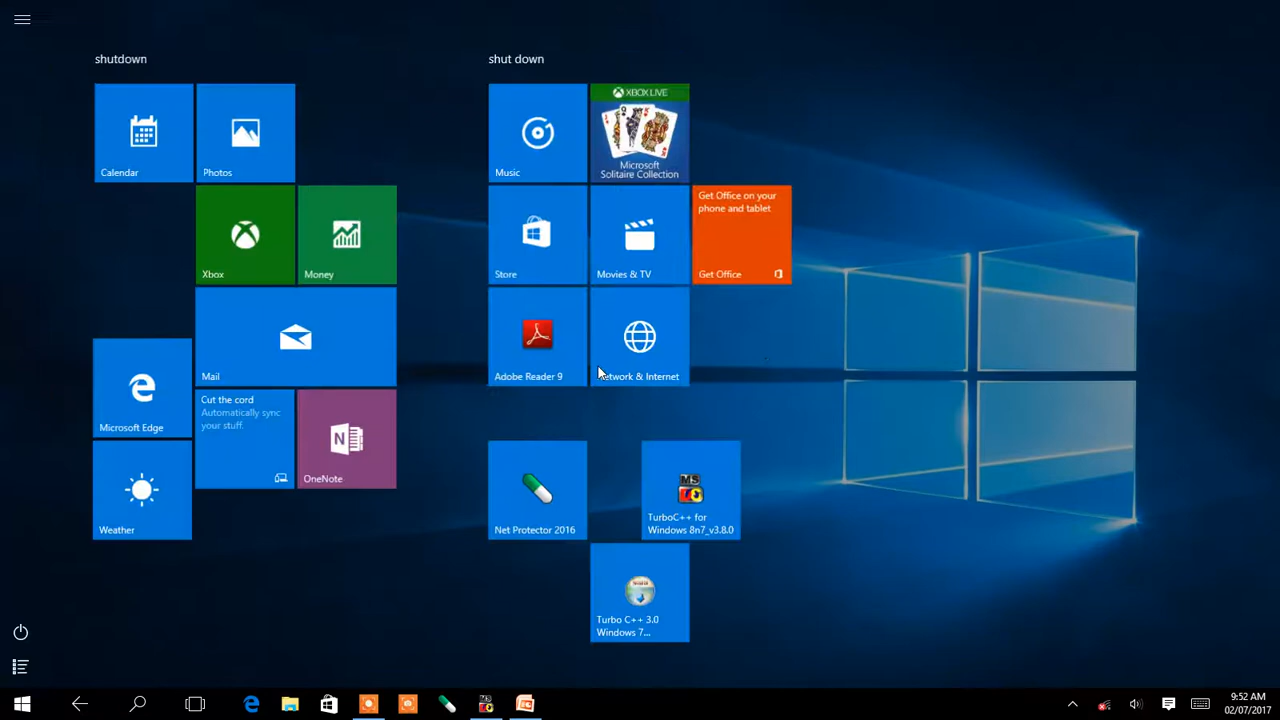 shutdown
shut down
Calendar
Photos
Music
XBOX LIVE
Microsoft
Solitaire Collection
Xbox
Money
Store
Movies & TV
Get Office on your
phone and tablet
Get Office
Mail
Adobe Reader 9
Network & Internet
Microsoft Edge
Cut the cord
Automatically sync
your stuff.
OneNote
Weather
Net Protector 2016
MS
TurboC++ for
Windows 8n7_v3.8.0
Turbo C++ 3.0
Windows 7...
9:52 AM
02/07/2017